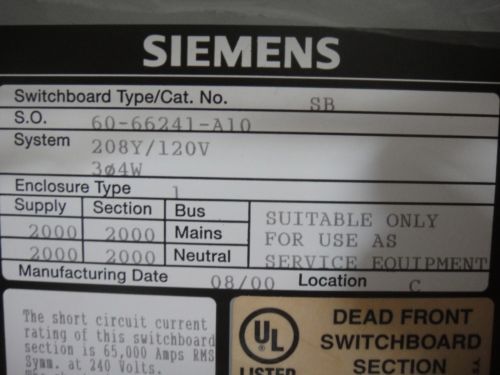 SIEMENS
Switchboard Type/Cat. No. SB
S.O. 60-66241-A10
System 208Y/120V
3ø4W
Enclosure Type 1
Supply Section Bus
2000 2000 Mains
2000 2000 Neutral
SUITABLE ONLY
FOR USE AS
SERVICE EQUIPMENT
Manufacturing Date 08/00 Location C
The short circuit current
rating of this switchboard
section is 65,000 Amps RMS
Symm. at 240 Volts.
UL
LISTED
DEAD FRONT
SWITCHBOARD
SECTION